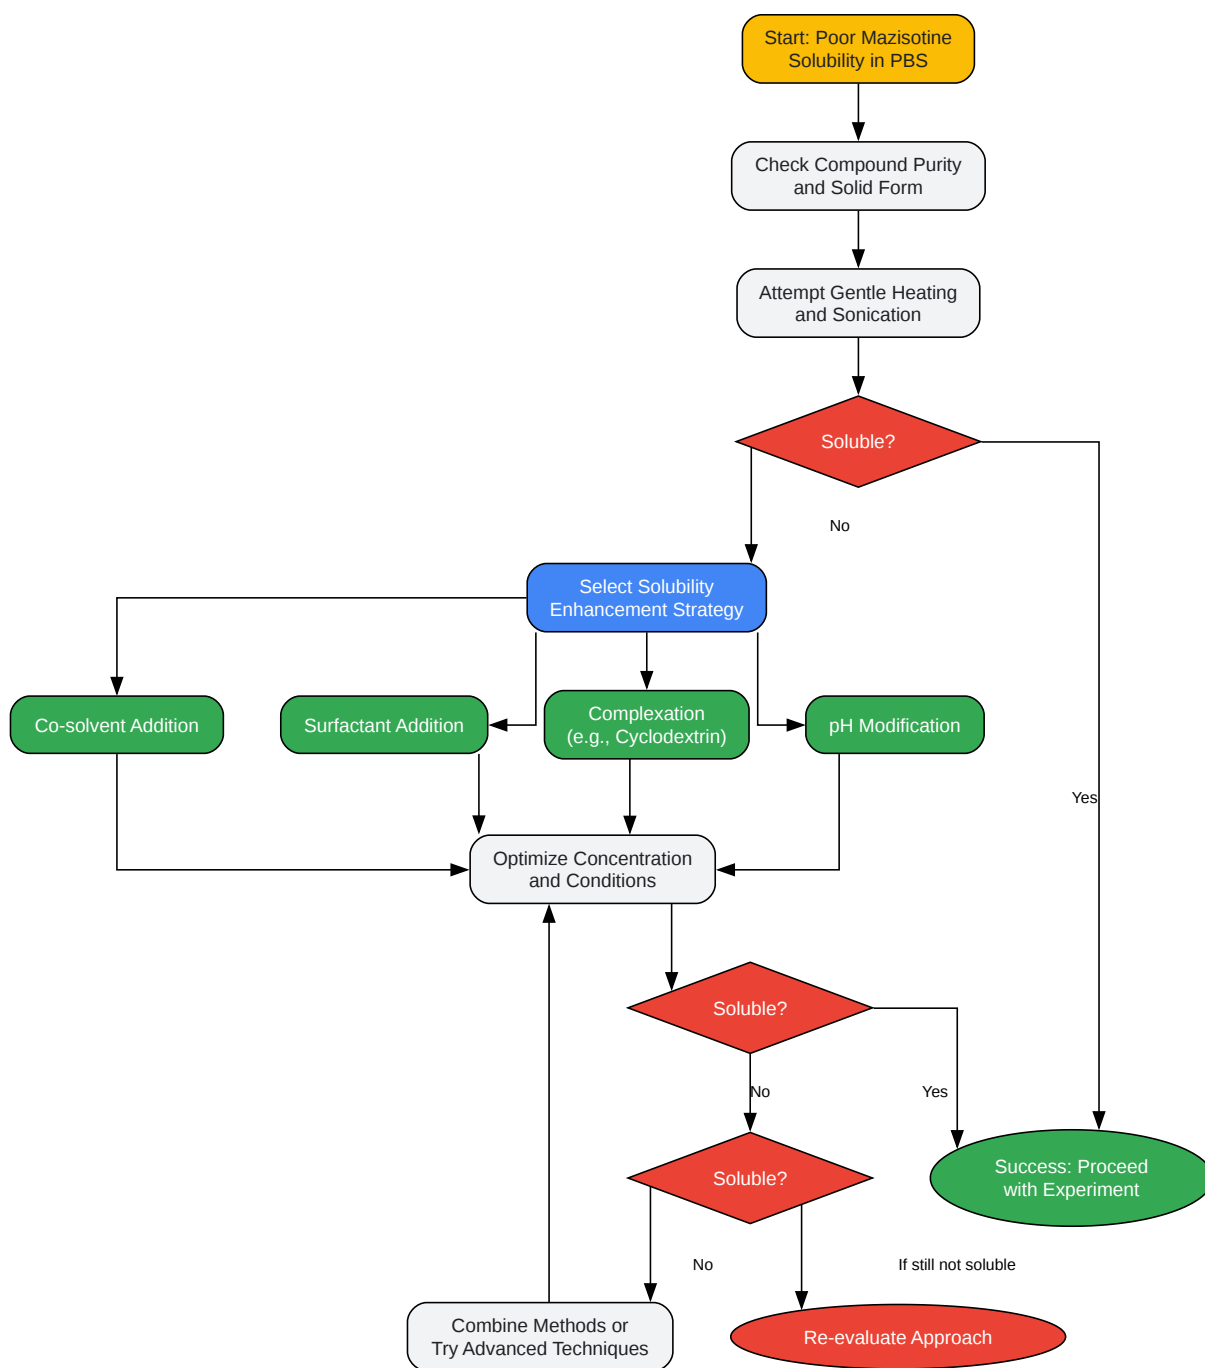 Start: Poor Mazisotine
Solubility in PBS
Check Compound Purity
and Solid Form
Attempt Gentle Heating
and Sonication
Soluble?
No
Select Solubility
Enhancement Strategy
Co-solvent Addition
Surfactant Addition
Complexation
(e.g., Cyclodextrin)
pH Modification
Yes
Optimize Concentration
and Conditions
Soluble?
No
Yes
Soluble?
Success: Proceed
with Experiment
No
If still not soluble
Combine Methods or
Try Advanced Techniques
Re-evaluate Approach